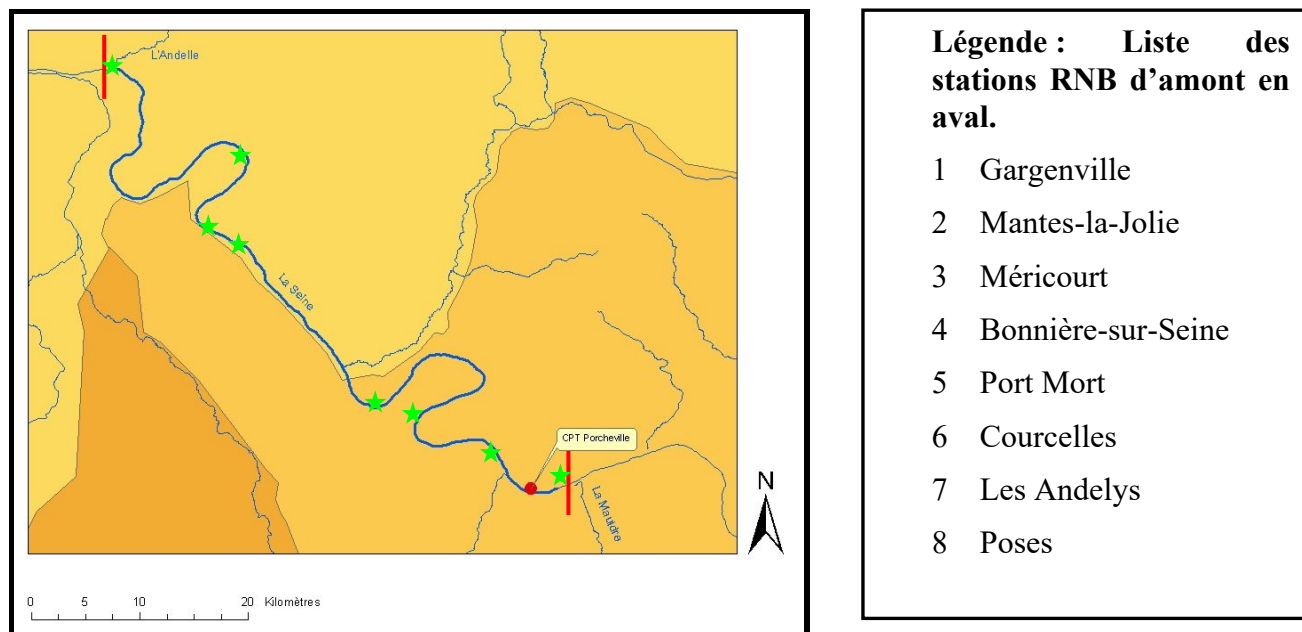 L'Andelle
La Seine
CPT Porcheville
La Mauldre
N
0 5 10 20 Kilomètres
Légende : Liste des
stations RNB d'amont en
aval.
1 Gargenville
2 Mantes-la-Jolie
3 Méricourt
4 Bonnière-sur-Seine
5 Port Mort
6 Courcelles
7 Les Andelys
8 Poses